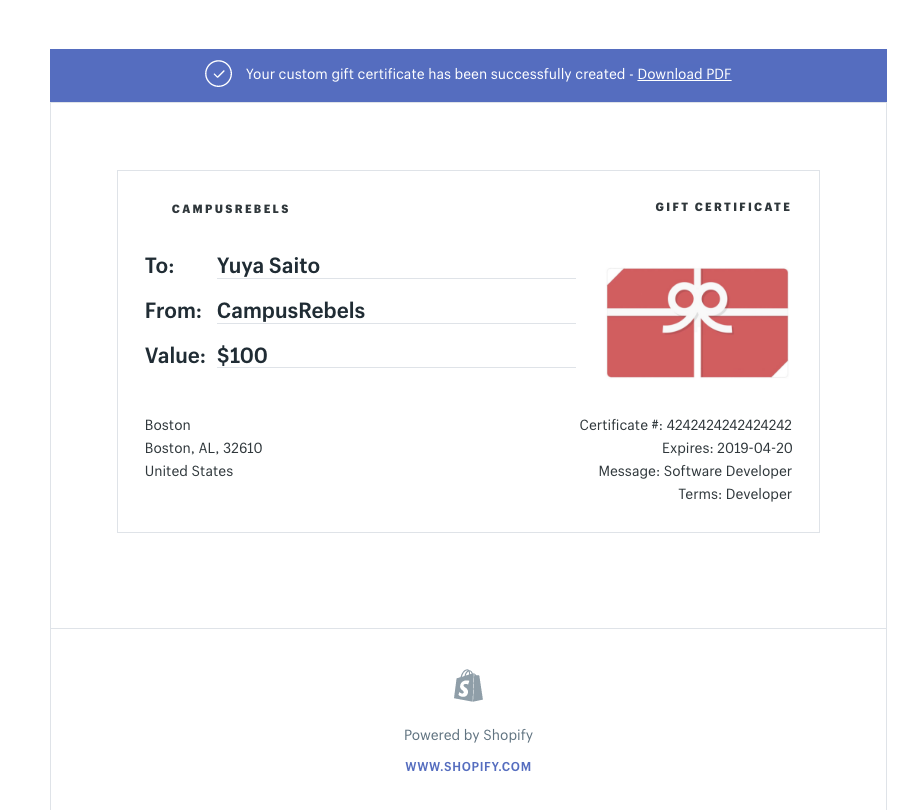 Your custom gift certificate has been successfully created - Download PDF
CAMPUSREBELS
GIFT CERTIFICATE
To: Yuya Saito
From: CampusRebels
Value: $100
Boston
Boston, AL, 32610
United States
Certificate #: 4242424242424242
Expires: 2019-04-20
Message: Software Developer
Terms: Developer
Powered by Shopify
WWW.SHOPIFY.COM